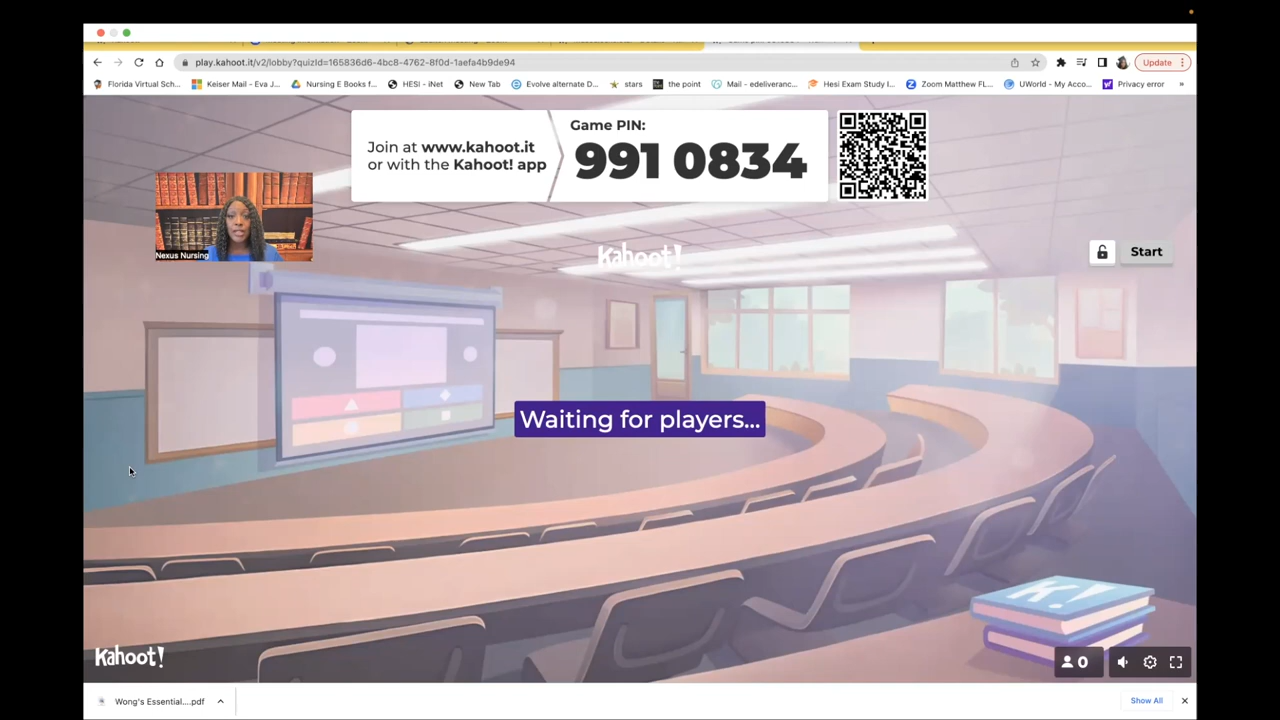 play.kahoot.it/v2/lobby?quizId=165836d6-4bc8-4762-8f0d-1aefa4b9de94
Update
Florida Virtual Sch...
Keiser Mail - Eva J...
Nursing E Books f...
HESI - iNet
New Tab
Evolve alternate D...
stars
the point
Mail - edeliveranc...
Hesi Exam Study I...
Zoom Matthew FL...
UWorld - My Acco...
Privacy error
»
Join at www.kahoot.it
or with the Kahoot! app
Game PIN:
991 0834
Nexus Nursing
Kahoot!
Start
Waiting for players...
K!
Kahoot!
0
Wong's Essential....pdf
Show All